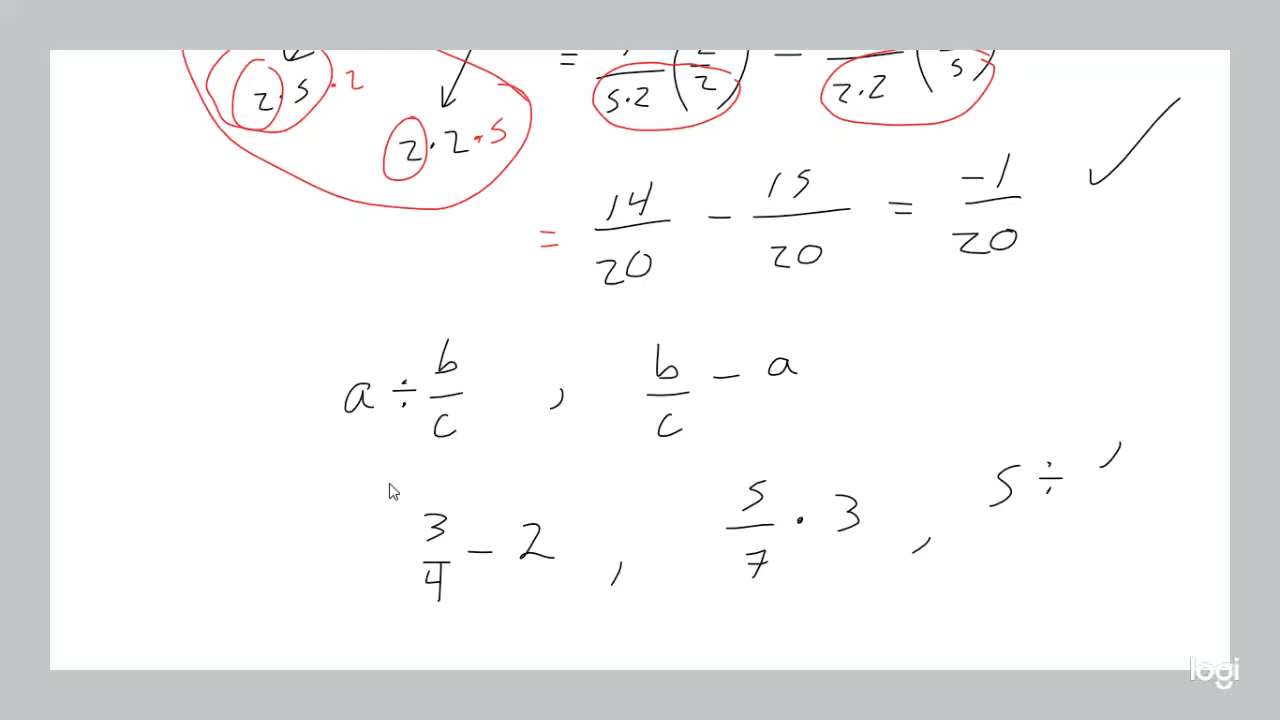 2 · 5 · 2
2 · 2 · 5
= 5·2 (2/2) − 2·2 ( /5)
= 14/20 − 15/20 = −1/20 ✓
a ÷ b/c , b/c − a
3/4 − 2 , 5/7 · 3 , 5 ÷
logi